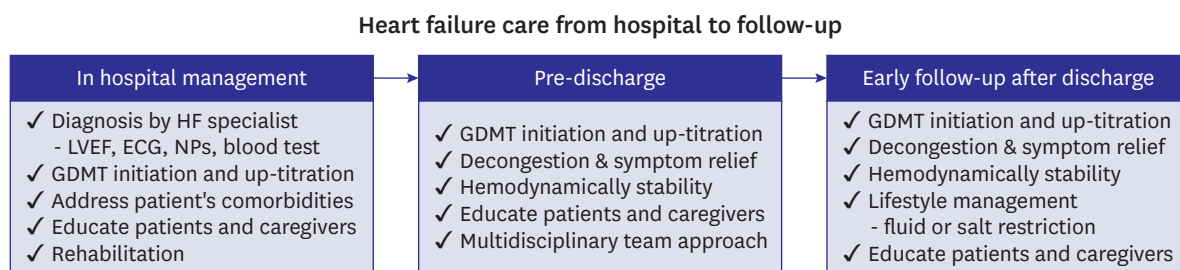 Heart failure care from hospital to follow-up
In hospital management
✓ Diagnosis by HF specialist
- LVEF, ECG, NPs, blood test
✓ GDMT initiation and up-titration
✓ Address patient's comorbidities
✓ Educate patients and caregivers
✓ Rehabilitation
Pre-discharge
✓ GDMT initiation and up-titration
✓ Decongestion & symptom relief
✓ Hemodynamically stability
✓ Educate patients and caregivers
✓ Multidisciplinary team approach
Early follow-up after discharge
✓ GDMT initiation and up-titration
✓ Decongestion & symptom relief
✓ Hemodynamically stability
✓ Lifestyle management
- fluid or salt restriction
✓ Educate patients and caregivers